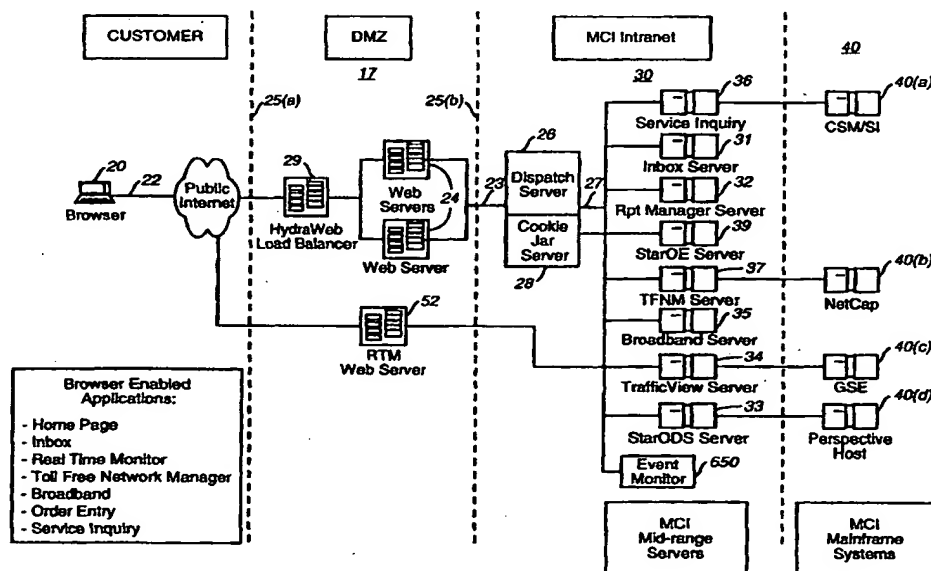 CUSTOMER
DMZ
MCI Intranet
17
30
40
25(a)
25(b)
20
22
Browser
Public
Internet
29
HydraWeb
Load Balancer
Web
Servers
24
Web Server
23
26
Dispatch
Server
27
Cookie
Jar
Server
28
36
Service Inquiry
31
Inbox Server
32
Rpt Manager Server
39
StarOE Server
37
TFNM Server
35
Broadband Server
34
TrafficView Server
33
StarODS Server
Event
Monitor
650
40(a)
CSM/SI
40(b)
NetCap
40(c)
GSE
40(d)
Perspective
Host
52
RTM
Web Server
Browser Enabled
Applications:
- Home Page
- Inbox
- Real Time Monitor
- Toll Free Network Manager
- Broadband
- Order Entry
- Service Inquiry
MCI
Mid-range
Servers
MCI
Mainframe
Systems